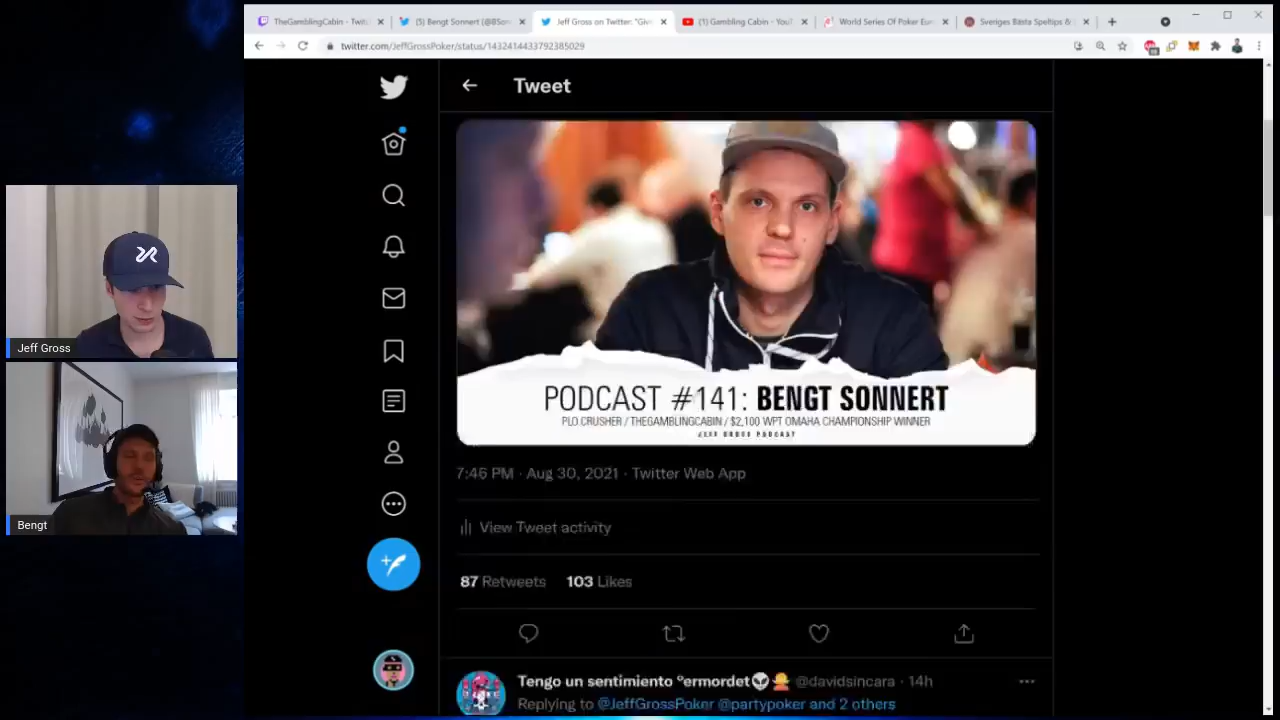 TheGamblingCabin - Twitc
(5) Bengt Sonnert (@BSon
Jeff Gross on Twitter: "Give
(1) Gambling Cabin - YouT
World Series Of Poker Eur
Sveriges Bästa Speltips &
twitter.com/JeffGrossPoker/status/1432414433792385029
Tweet
PODCAST #141: BENGT SONNERT
PLO CRUSHER / THEGAMBLINGCABIN / $2,100 WPT OMAHA CHAMPIONSHIP WINNER
JEFF GROSS PODCAST
7:46 PM · Aug 30, 2021 · Twitter Web App
View Tweet activity
87 Retweets 103 Likes
Tengo un sentimiento °ermordet👽🙎 @davidsincara · 14h
Replying to @JeffGrossPoker @partypoker and 2 others
Jeff Gross
Bengt